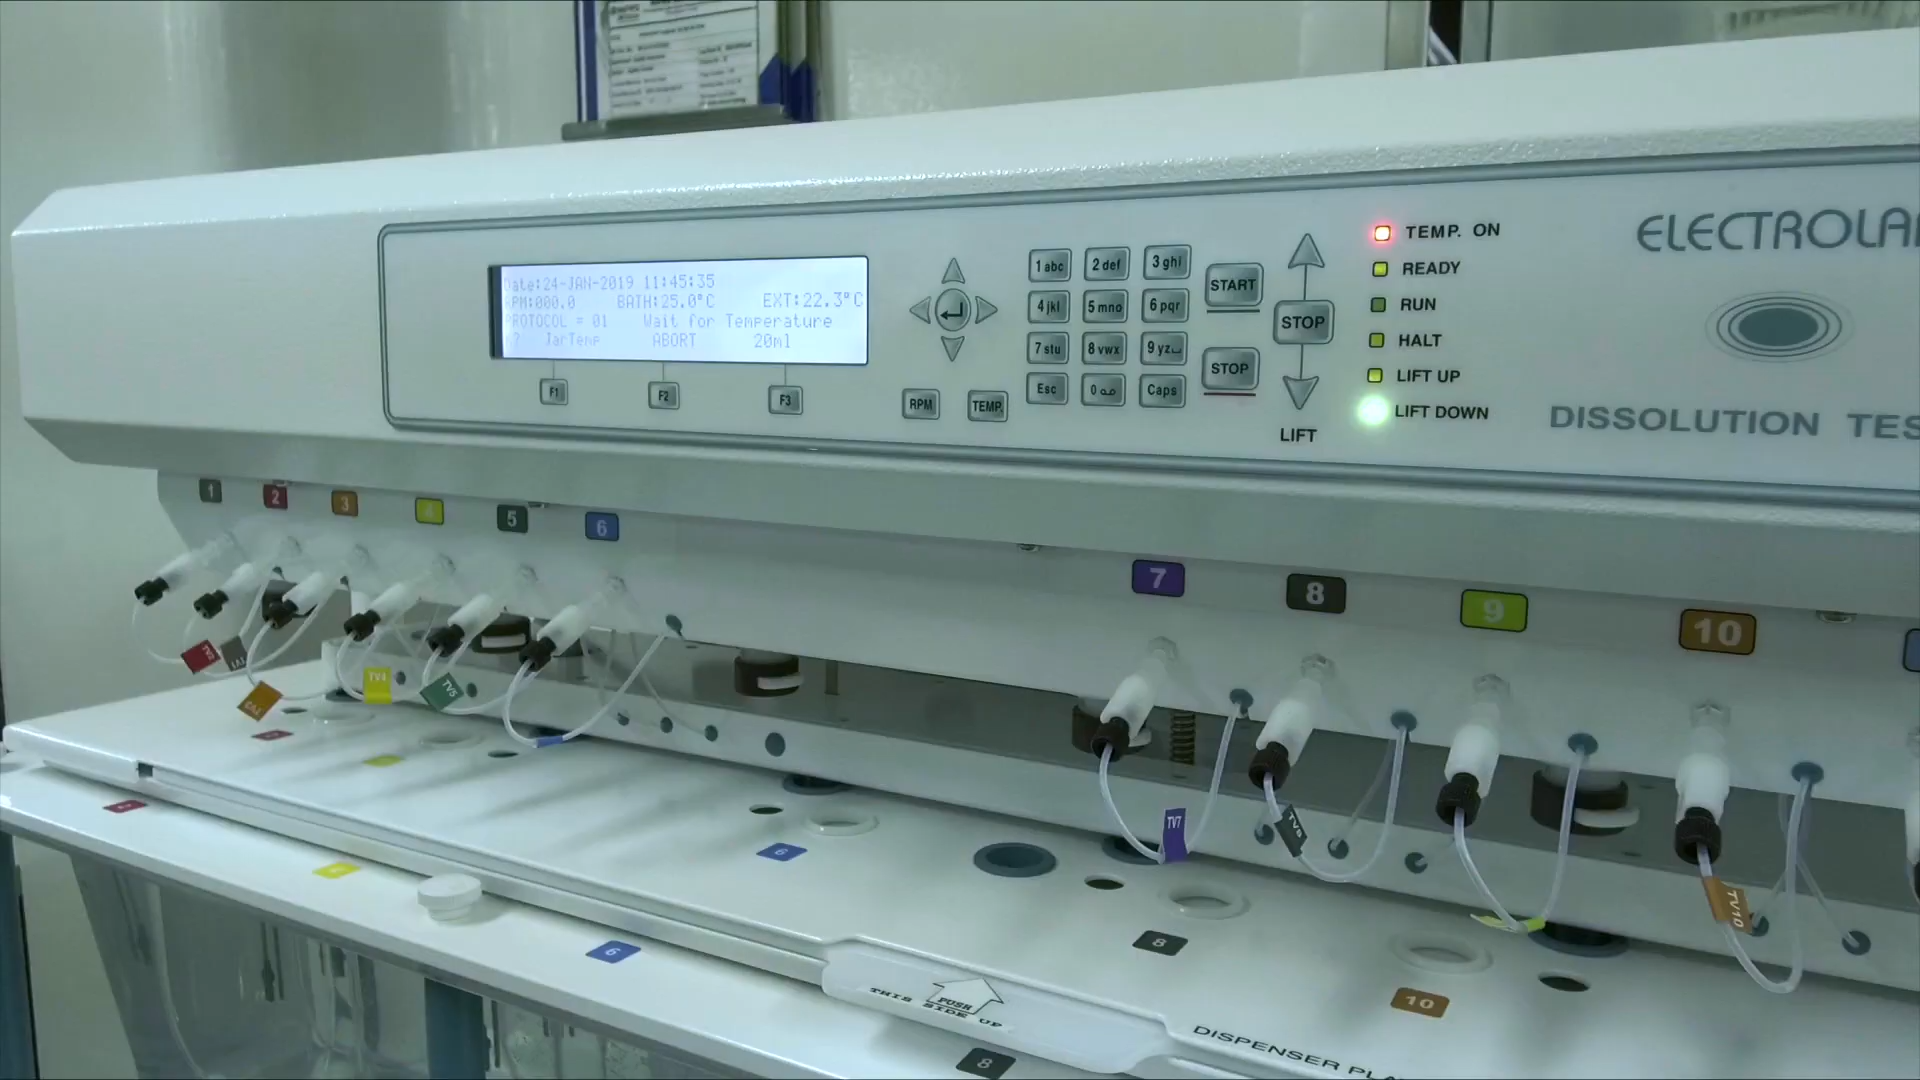 Date:24-JAN-2019 11:45:35
RPM:000.0 BATH:25.0°C EXT:22.3°C
PROTOCOL = 01 Wait for Temperature
JarTemp ABORT 20ml
F1 F2 F3
RPM TEMP.
1 abc 2 def 3 ghi
4 jkl 5 mno 6 pqr
7 stu 8 vwx 9 yz
Esc 0 Caps
START
STOP
STOP
LIFT
TEMP. ON
READY
RUN
HALT
LIFT UP
LIFT DOWN
ELECTROLA
DISSOLUTION TES
1 2 3 4 5 6
7 8 9 10
TV2
TV4
TV5
TV7
TV8
TV10
6
8
10
6
8
PUSH
THIS SIDE UP
DISPENSER PLA